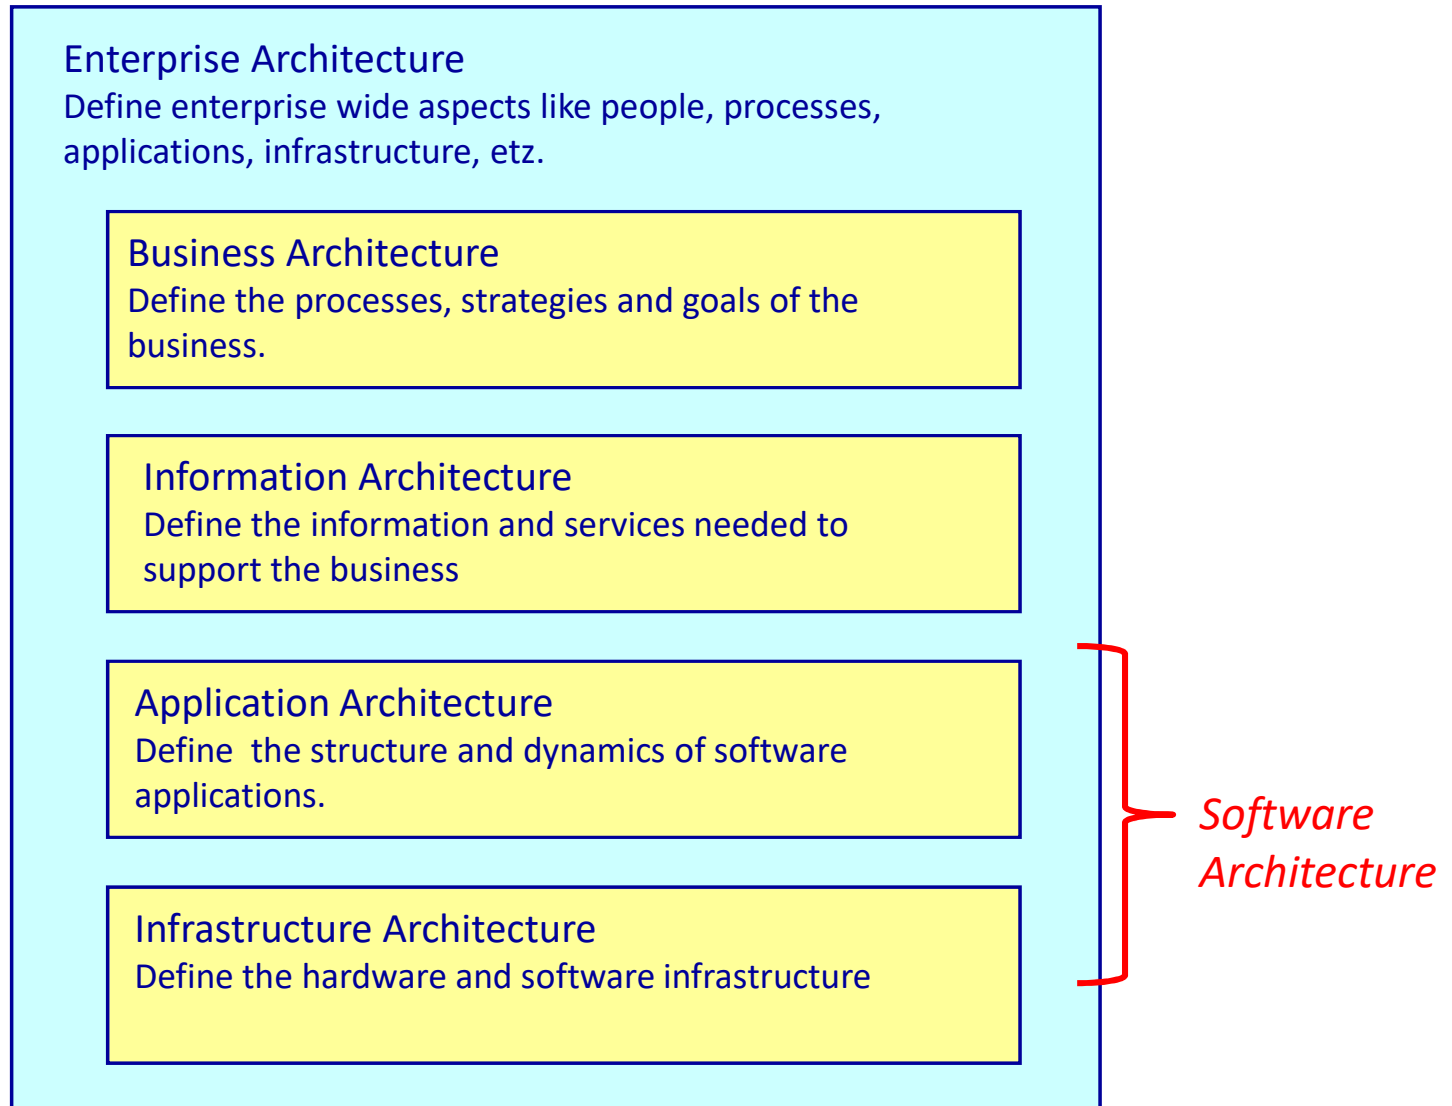 Enterprise Architecture
Define enterprise wide aspects like people, processes,
applications, infrastructure, etz.
Business Architecture
Define the processes, strategies and goals of the
business.
Information Architecture
Define the information and services needed to
support the business
Application Architecture
Define  the structure and dynamics of software
applications.
Infrastructure Architecture
Define the hardware and software infrastructure
Software
Architecture